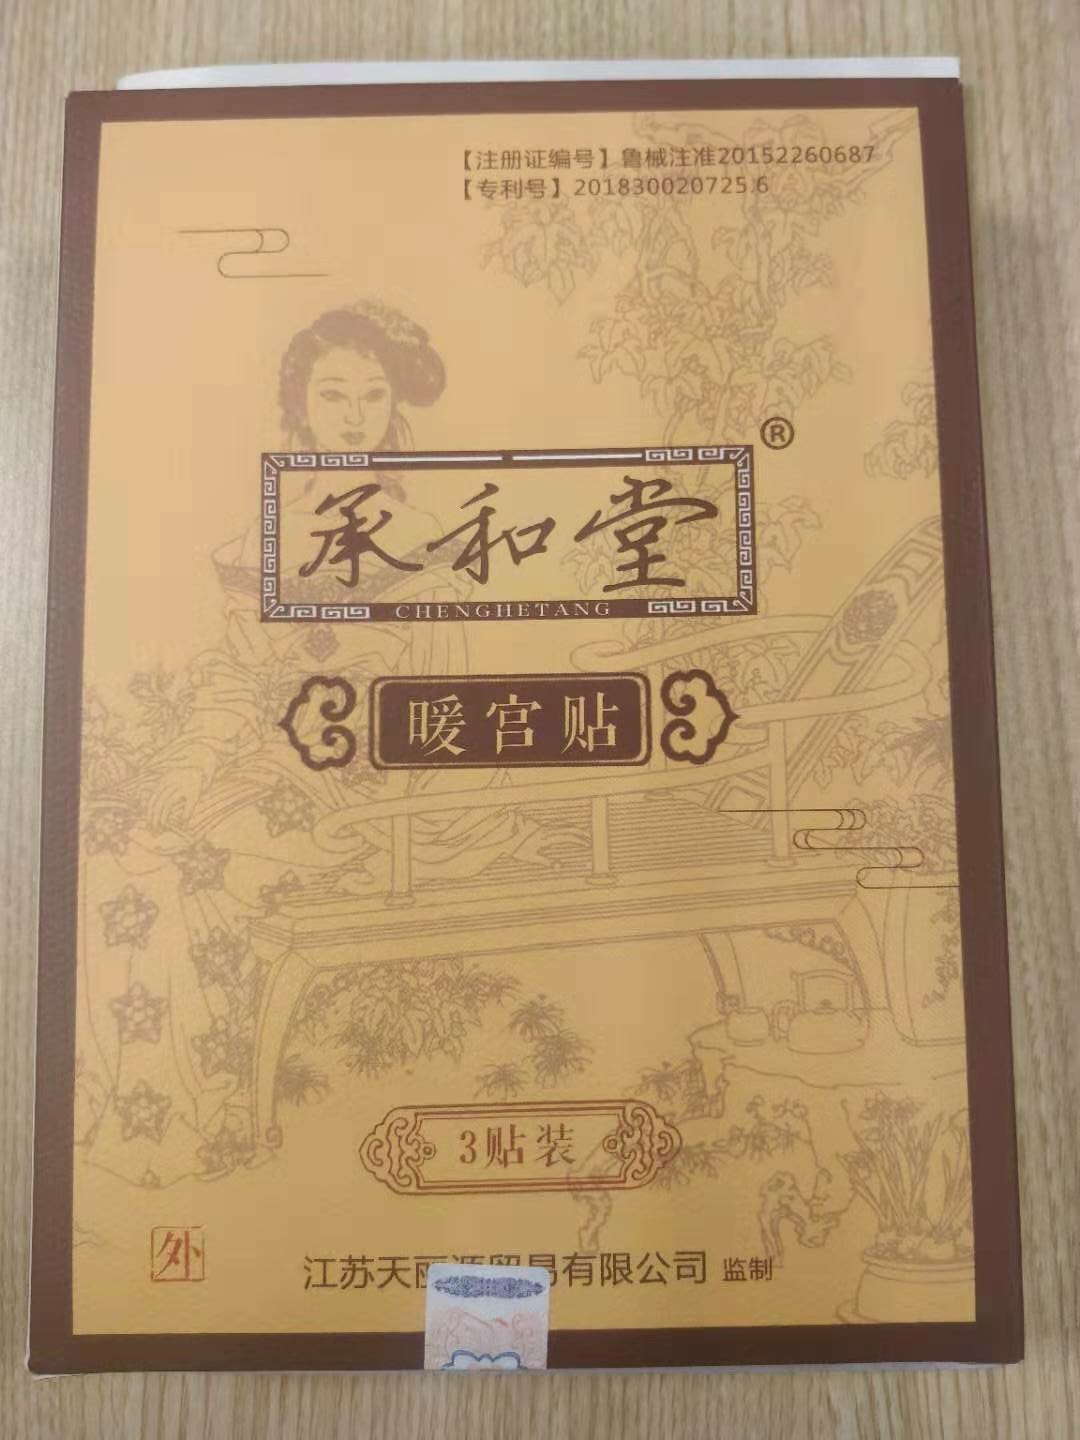 【注册证编号】鲁械注准20152260687
【专利号】201830020725.6
®
承和堂
CHENGHETANG
暖宫贴
3贴装
外
江苏天丽源贸易有限公司 监制